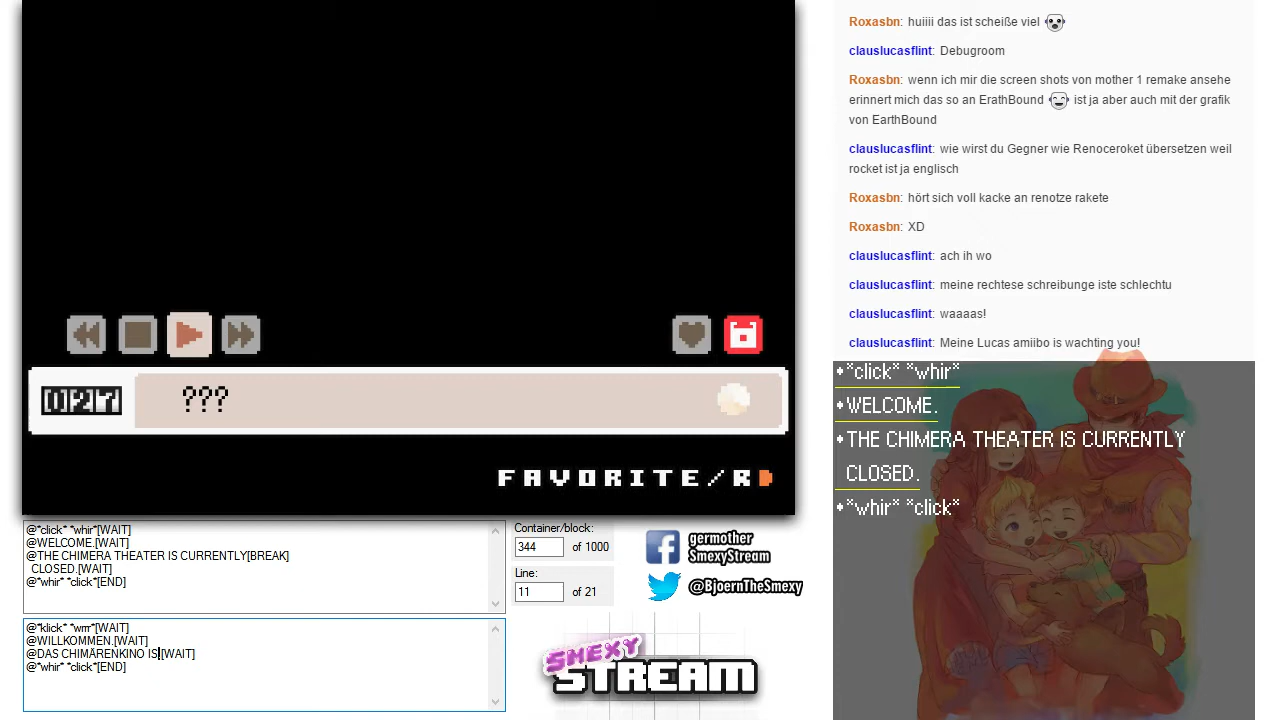 027 ???
FAVORITE/R
@*click* *whir*[WAIT]
@WELCOME.[WAIT]
@THE CHIMERA THEATER IS CURRENTLY[BREAK]
CLOSED.[WAIT]
@*whir* *click*[END]
@*klick* *wrrr*[WAIT]
@WILLKOMMEN.[WAIT]
@DAS CHIMÄRENKINO IS[WAIT]
@*whir* *click*[END]
Container/block:
344 of 1000
Line:
11 of 21
germother
SmexyStream
@BjoernTheSmexy
SMEXY
STREAM
Roxasbn: huiiii das ist scheiße viel
clauslucasflint: Debugroom
Roxasbn: wenn ich mir die screen shots von mother 1 remake ansehe
erinnert mich das so an ErathBound ist ja aber auch mit der grafik
von EarthBound
clauslucasflint: wie wirst du Gegner wie Renoceroket übersetzen weil
rocket ist ja englisch
Roxasbn: hört sich voll kacke an renotze rakete
Roxasbn: XD
clauslucasflint: ach ih wo
clauslucasflint: meine rechtese schreibunge iste schlechtu
clauslucasflint: waaaas!
clauslucasflint: Meine Lucas amiibo is wachting you!
•*click* *whir*
•WELCOME.
•THE CHIMERA THEATER IS CURRENTLY
CLOSED.
•*whir* *click*